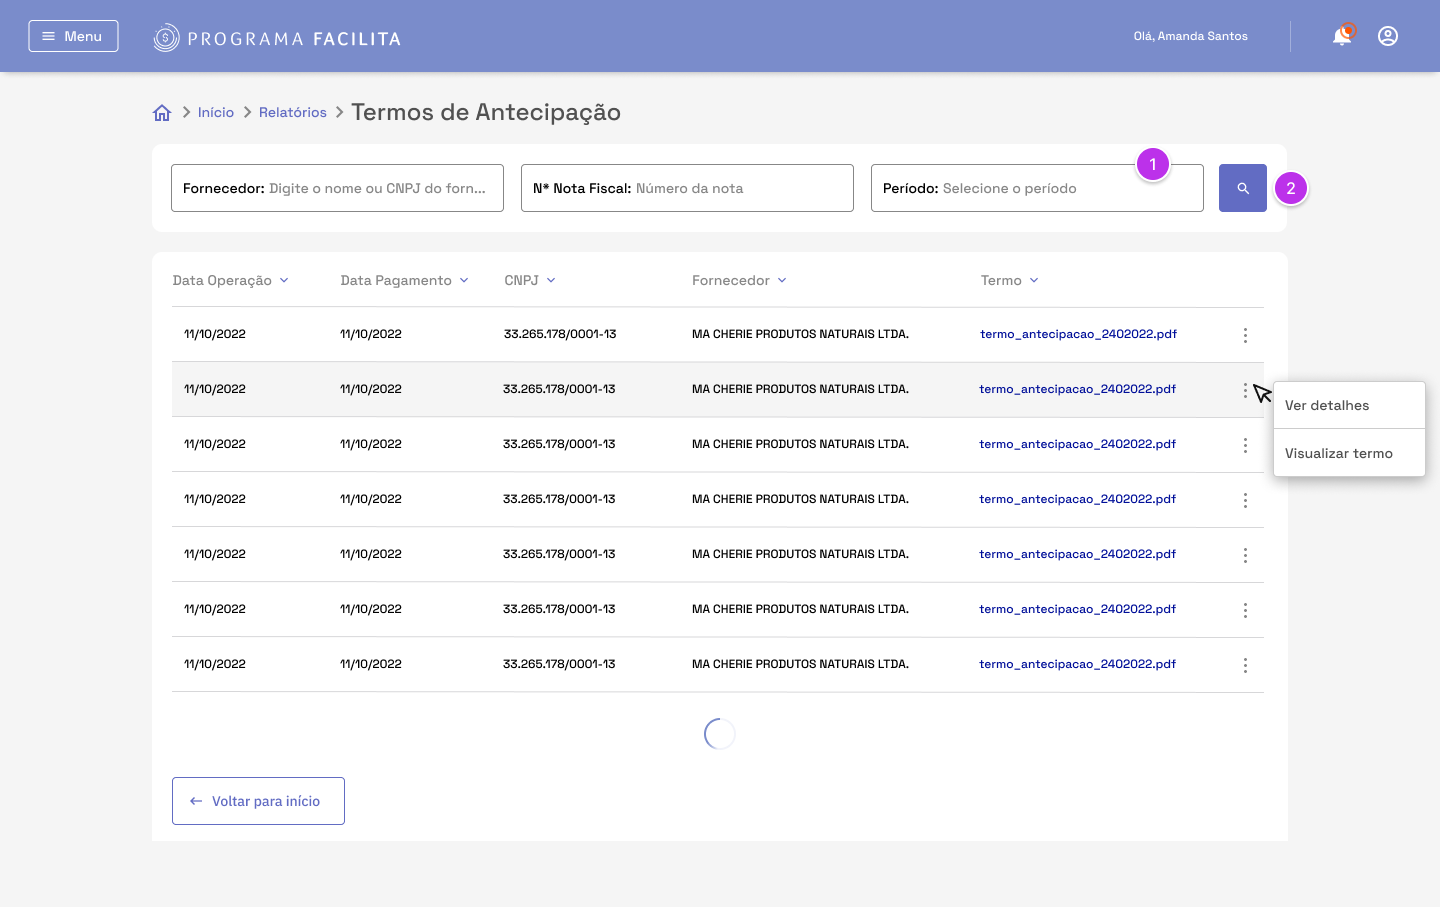 Menu
PROGRAMA FACILITA
Olá, Amanda Santos
Início
Relatórios
Termos de Antecipação
Fornecedor: Digite o nome ou CNPJ do forn...
N* Nota Fiscal: Número da nota
Período: Selecione o período
1
2
Data Operação
Data Pagamento
CNPJ
Fornecedor
Termo
11/10/2022 11/10/2022 33.265.178/0001-13 MA CHERIE PRODUTOS NATURAIS LTDA. termo_antecipacao_2402022.pdf
11/10/2022 11/10/2022 33.265.178/0001-13 MA CHERIE PRODUTOS NATURAIS LTDA. termo_antecipacao_2402022.pdf
Ver detalhes
Visualizar termo
11/10/2022 11/10/2022 33.265.178/0001-13 MA CHERIE PRODUTOS NATURAIS LTDA. termo_antecipacao_2402022.pdf
11/10/2022 11/10/2022 33.265.178/0001-13 MA CHERIE PRODUTOS NATURAIS LTDA. termo_antecipacao_2402022.pdf
11/10/2022 11/10/2022 33.265.178/0001-13 MA CHERIE PRODUTOS NATURAIS LTDA. termo_antecipacao_2402022.pdf
11/10/2022 11/10/2022 33.265.178/0001-13 MA CHERIE PRODUTOS NATURAIS LTDA. termo_antecipacao_2402022.pdf
11/10/2022 11/10/2022 33.265.178/0001-13 MA CHERIE PRODUTOS NATURAIS LTDA. termo_antecipacao_2402022.pdf
Voltar para início